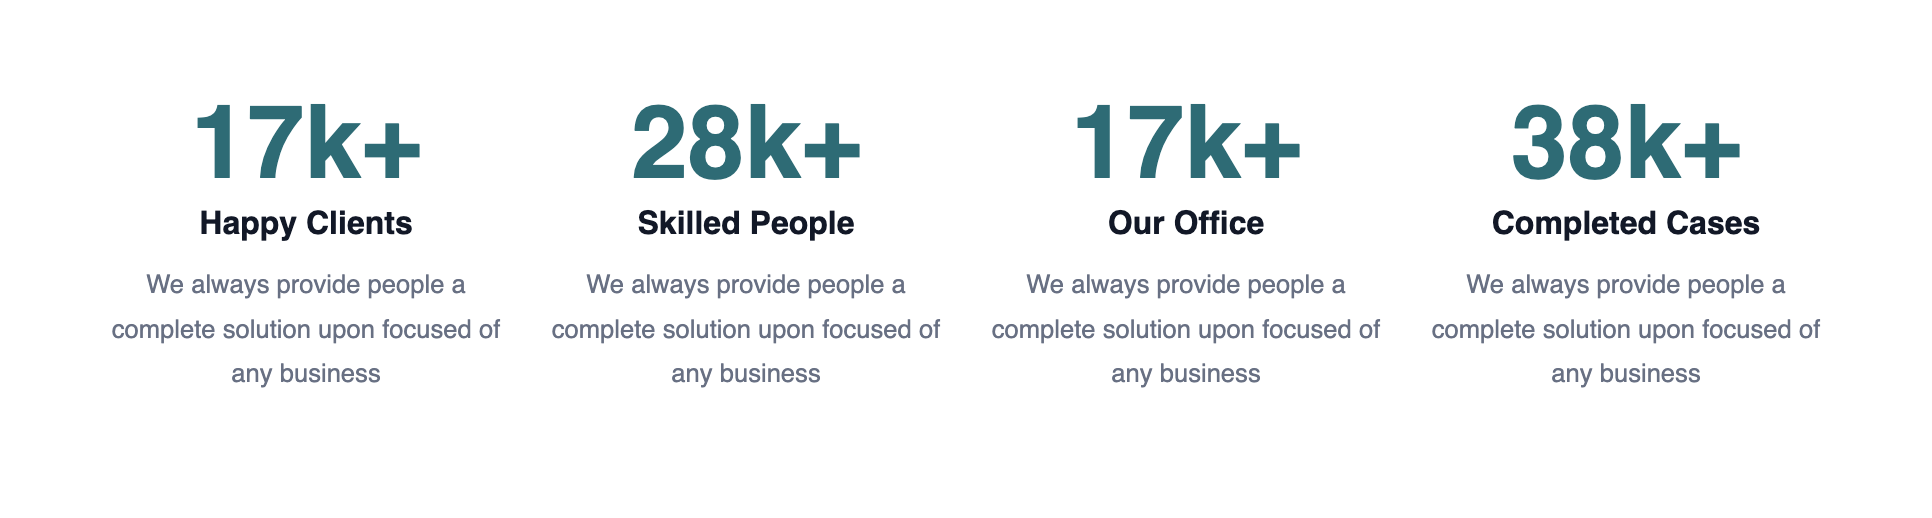 17k+
Happy Clients
We always provide people a
complete solution upon focused of
any business
28k+
Skilled People
We always provide people a
complete solution upon focused of
any business
17k+
Our Office
We always provide people a
complete solution upon focused of
any business
38k+
Completed Cases
We always provide people a
complete solution upon focused of
any business